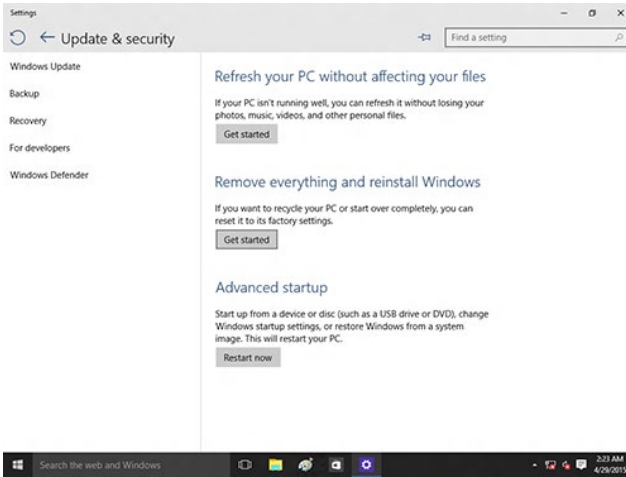 Settings
Update & security
Find a setting
Windows Update
Backup
Recovery
For developers
Windows Defender
Refresh your PC without affecting your files
If your PC isn't running well, you can refresh it without losing your
photos, music, videos, and other personal files.
Get started
Remove everything and reinstall Windows
If you want to recycle your PC or start over completely, you can
reset it to its factory settings.
Get started
Advanced startup
Start up from a device or disc (such as a USB drive or DVD), change
Windows startup settings, or restore Windows from a system
image. This will restart your PC.
Restart now
Search the web and Windows
2:23 AM
4/29/2015